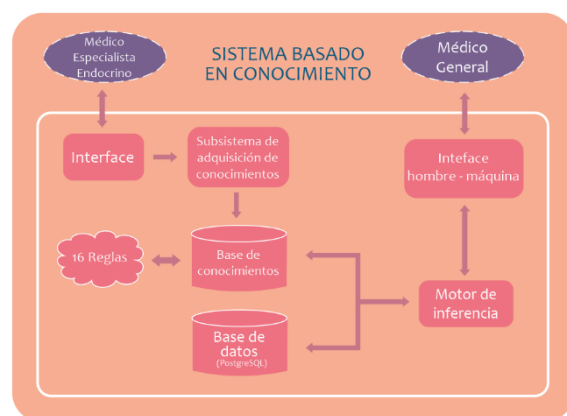 Médico
Especialista
Endocrino
SISTEMA BASADO
EN CONOCIMIENTO
Médico
General
Interface
Subsistema de
adquisición de
conocimientos
Inteface
hombre - máquina
16 Reglas
Base de
conocimientos
Motor de
inferencia
Base de
datos
(PostgreSQL)